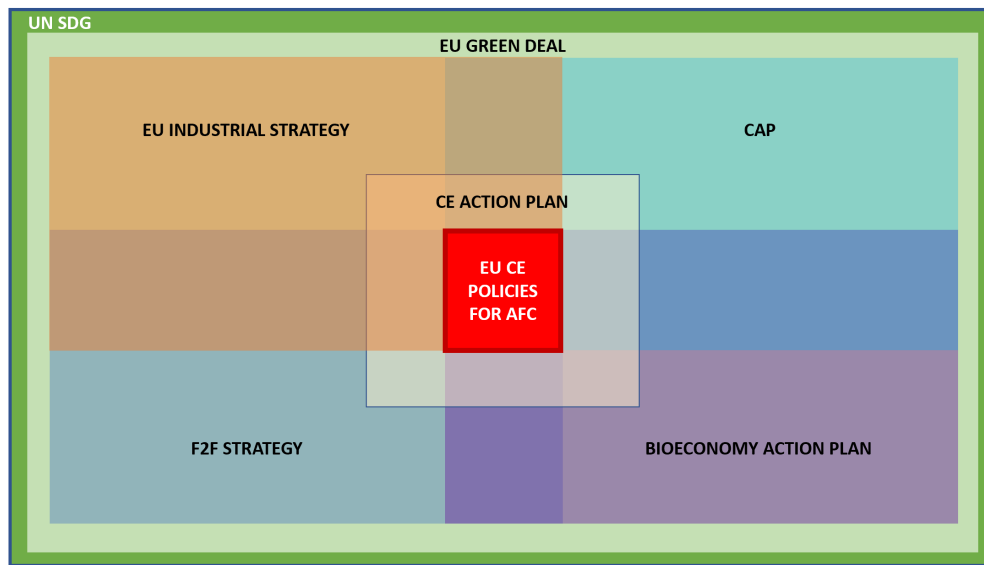 UN SDG
EU GREEN DEAL
EU INDUSTRIAL STRATEGY
CAP
CE ACTION PLAN
EU CE
POLICIES
FOR AFC
F2F STRATEGY
BIOECONOMY ACTION PLAN